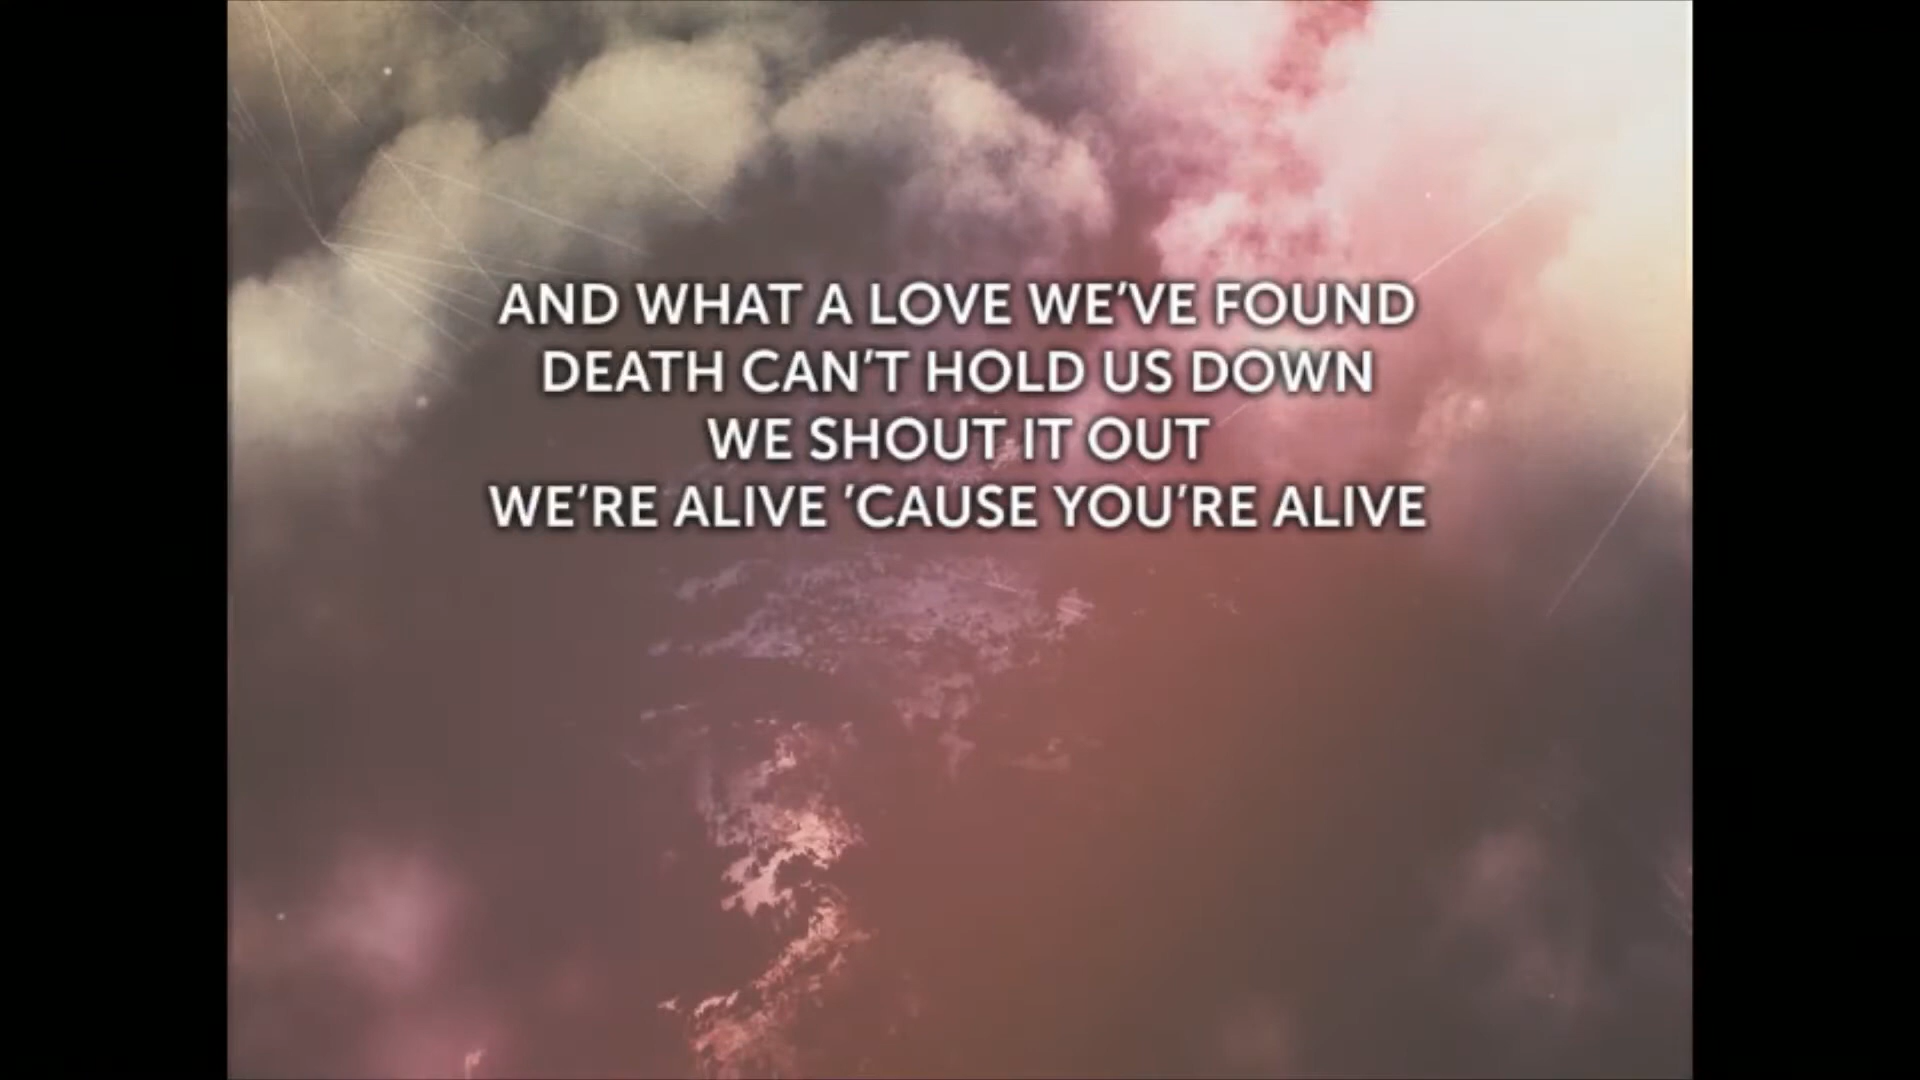 AND WHAT A LOVE WE'VE FOUND
DEATH CAN'T HOLD US DOWN
WE SHOUT IT OUT
WE'RE ALIVE 'CAUSE YOU'RE ALIVE